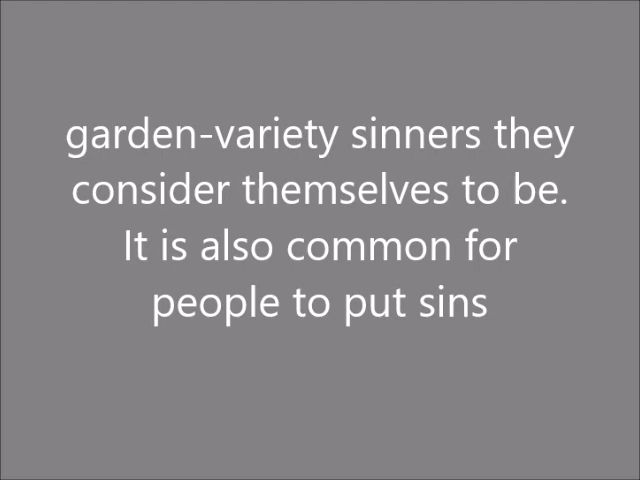 garden-variety sinners they
consider themselves to be.
It is also common for
people to put sins